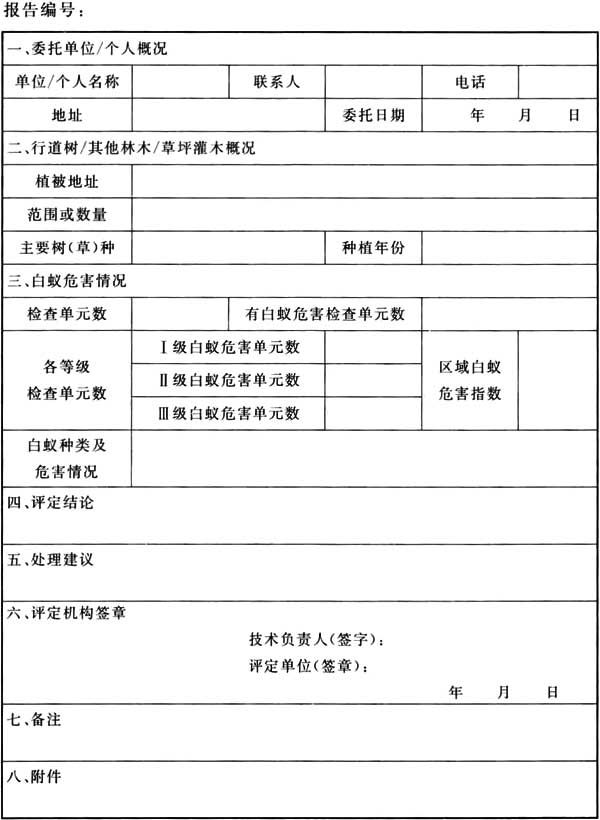 报告编号：
一、委托单位/个人概况
单位/个人名称 联系人 电话
地址 委托日期 年 月 日
二、行道树/其他林木/草坪灌木概况
植被地址
范围或数量
主要树(草)种 种植年份
三、白蚁危害情况
检查单元数 有白蚁危害检查单元数
各等级
检查单元数
Ⅰ级白蚁危害单元数
Ⅱ级白蚁危害单元数
Ⅲ级白蚁危害单元数
区域白蚁
危害指数
白蚁种类及
危害情况
四、评定结论
五、处理建议
六、评定机构签章
技术负责人(签字)：
评定单位(签章)：
年 月 日
七、备注
八、附件